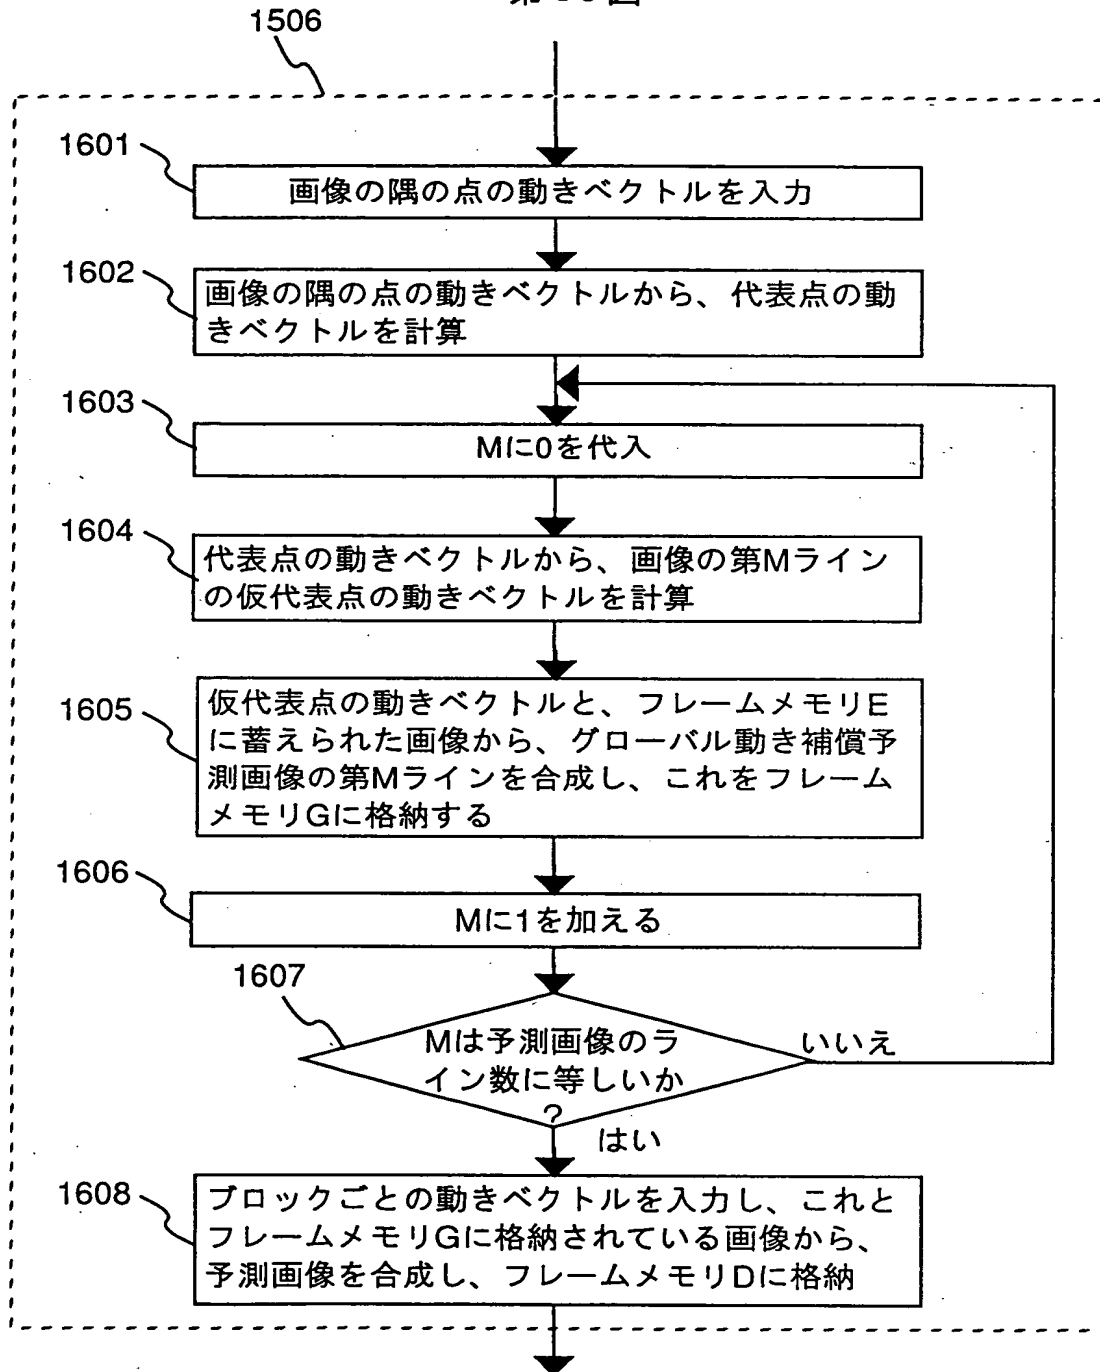 1506
1601
画像の隅の点の動きベクトルを入力
1602
画像の隅の点の動きベクトルから、代表点の動
きベクトルを計算
1603
Mに0を代入
1604
代表点の動きベクトルから、画像の第Mライン
の仮代表点の動きベクトルを計算
1605
仮代表点の動きベクトルと、フレームメモリE
に蓄えられた画像から、グローバル動き補償予
測画像の第Mラインを合成し、これをフレーム
メモリGに格納する
1606
Mに1を加える
1607
Mは予測画像のラ
イン数に等しいか
?
いいえ
はい
1608
ブロックごとの動きベクトルを入力し、これと
フレームメモリGに格納されている画像から、
予測画像を合成し、フレームメモリDに格納